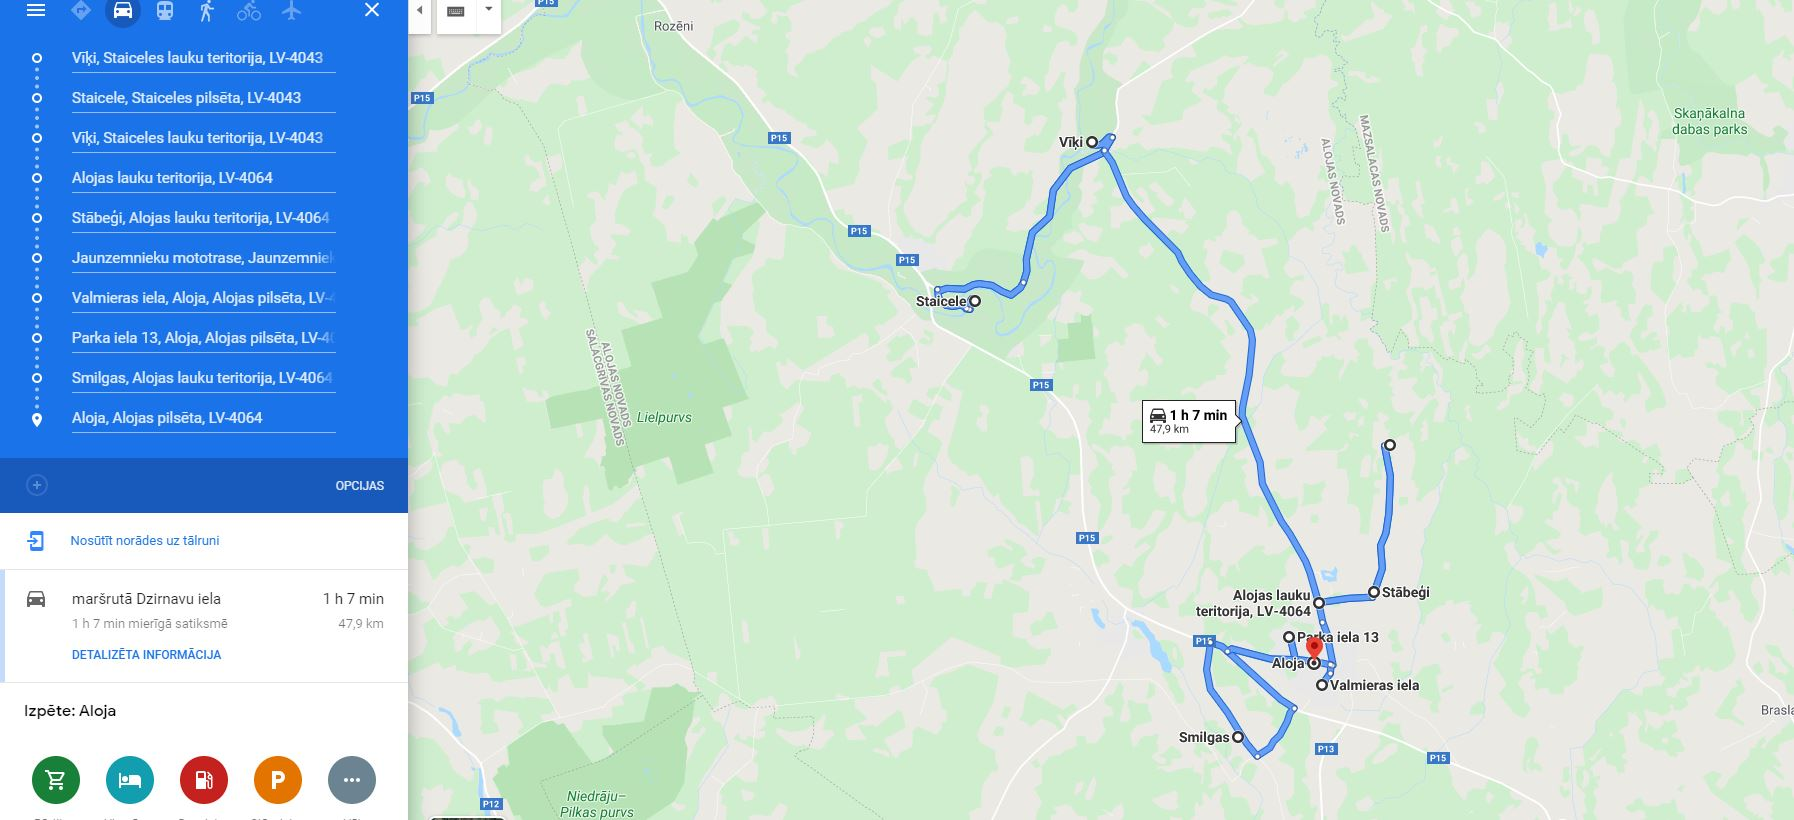 Vīķi, Staiceles lauku teritorija, LV-4043
Staicele, Staiceles pilsēta, LV-4043
Vīķi, Staiceles lauku teritorija, LV-4043
Alojas lauku teritorija, LV-4064
Stābeģi, Alojas lauku teritorija, LV-4064
Jaunzemnieku mototrase, Jaunzemniek
Valmieras iela, Aloja, Alojas pilsēta, LV-4
Parka iela 13, Aloja, Alojas pilsēta, LV-40
Smilgas, Alojas lauku teritorija, LV-4064
Aloja, Alojas pilsēta, LV-4064
OPCIJAS
Nosūtīt norādes uz tālruni
maršrutā Dzirnavu iela 1 h 7 min
1 h 7 min mierīgā satiksmē 47,9 km
DETALIZĒTA INFORMĀCIJA
Izpēte: Aloja
P
P15
Rozēni
P15
P15
Skaņākalna
dabas parks
MAZSALACAS NOVADS
ALOJAS NOVADS
Vīķi
P15
P15
Staicele
ALOJAS NOVADS
SALACGRĪVAS NOVADS
P15
Lielpurvs
1 h 7 min
47,9 km
P15
Alojas lauku
teritorija, LV-4064
Stābeģi
P15
Parka iela 13
Aloja
Valmieras iela
Brasla
Smilgas
P13
P15
P12
Niedrāju–
Pilkas purvs